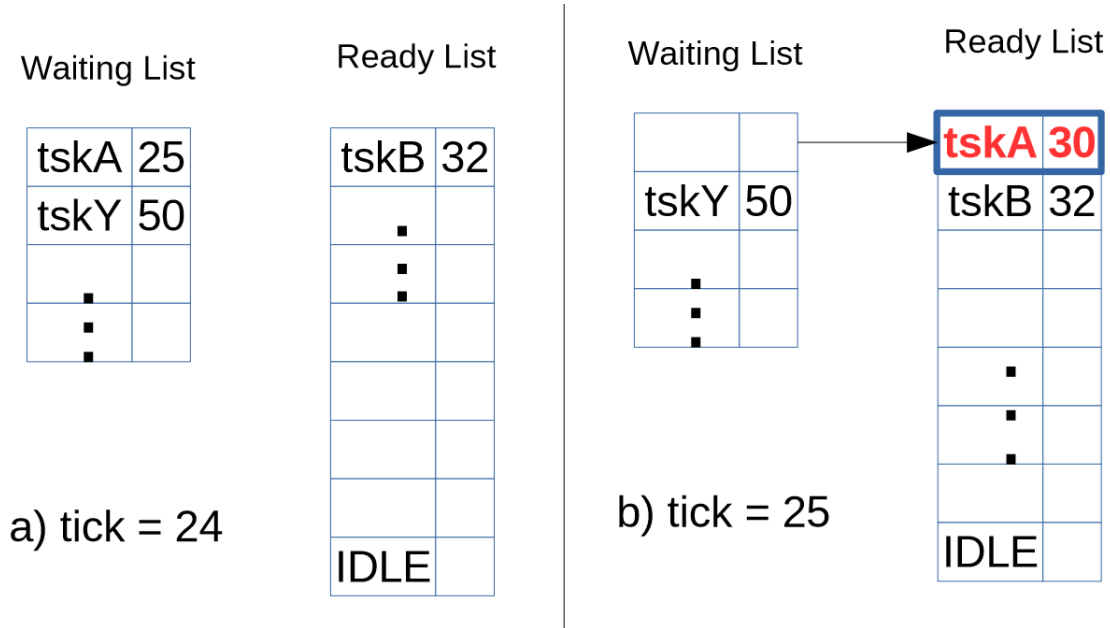 Waiting List
Ready List
tskA 25
tskY 50
tskB 32
IDLE
a) tick = 24
Waiting List
Ready List
tskY 50
tskA 30
tskB 32
IDLE
b) tick = 25